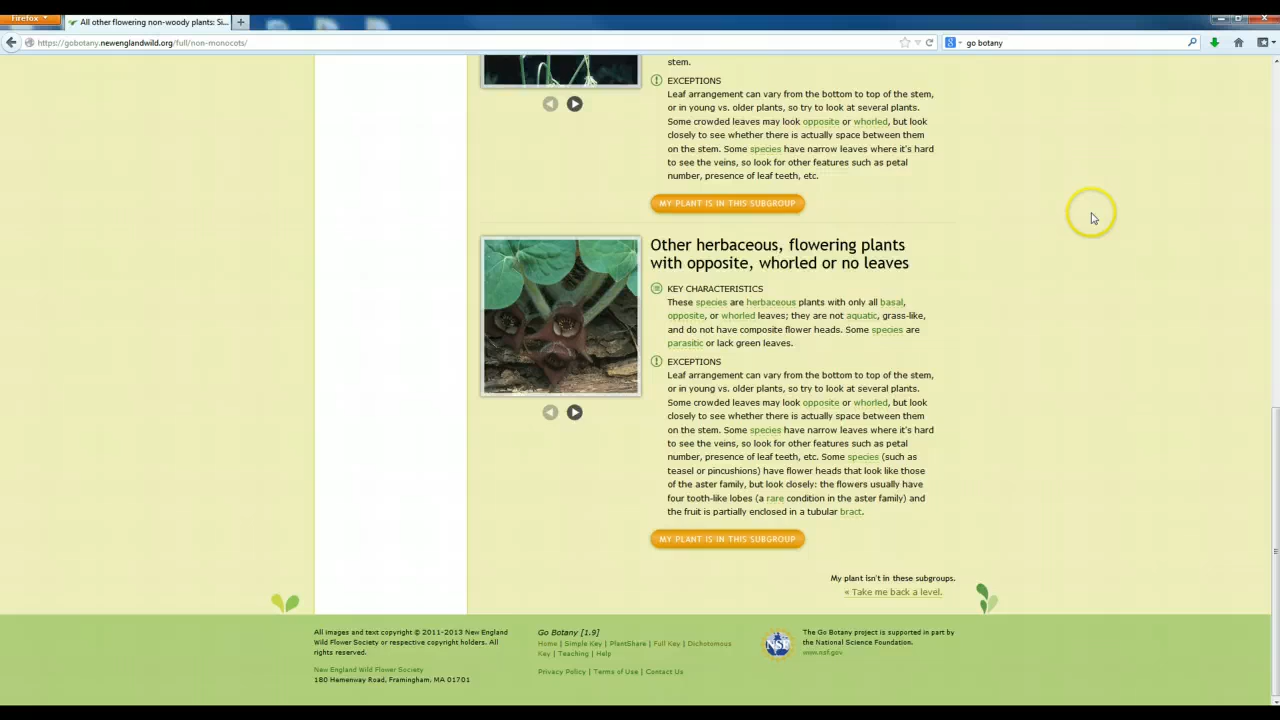 Firefox
All other flowering non-woody plants: Si...
https://gobotany.newenglandwild.org/full/non-monocots/
go botany
stem.
EXCEPTIONS
Leaf arrangement can vary from the bottom to top of the stem,
or in young vs. older plants, so try to look at several plants.
Some crowded leaves may look opposite or whorled, but look
closely to see whether there is actually space between them
on the stem. Some species have narrow leaves where it's hard
to see the veins, so look for other features such as petal
number, presence of leaf teeth, etc.
MY PLANT IS IN THIS SUBGROUP
Other herbaceous, flowering plants
with opposite, whorled or no leaves
KEY CHARACTERISTICS
These species are herbaceous plants with only all basal,
opposite, or whorled leaves; they are not aquatic, grass-like,
and do not have composite flower heads. Some species are
parasitic or lack green leaves.
EXCEPTIONS
Leaf arrangement can vary from the bottom to top of the stem,
or in young vs. older plants, so try to look at several plants.
Some crowded leaves may look opposite or whorled, but look
closely to see whether there is actually space between them
on the stem. Some species have narrow leaves where it's hard
to see the veins, so look for other features such as petal
number, presence of leaf teeth, etc. Some species (such as
teasel or pincushions) have flower heads that look like those
of the aster family, but look closely: the flowers usually have
four tooth-like lobes (a rare condition in the aster family) and
the fruit is partially enclosed in a tubular bract.
MY PLANT IS IN THIS SUBGROUP
My plant isn't in these subgroups.
« Take me back a level.
All images and text copyright © 2011-2013 New England
Wild Flower Society or respective copyright holders. All
rights reserved.
New England Wild Flower Society
180 Hemenway Road, Framingham, MA 01701
Go Botany [1.9]
Home | Simple Key | PlantShare | Full Key | Dichotomous
Key | Teaching | Help
Privacy Policy | Terms of Use | Contact Us
NSF
The Go Botany project is supported in part by
the National Science Foundation.
www.nsf.gov